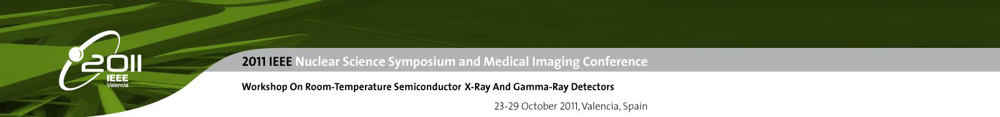 2011
IEEE
Valencia
2011 IEEE Nuclear Science Symposium and Medical Imaging Conference
Workshop On Room-Temperature Semiconductor X-Ray And Gamma-Ray Detectors
23-29 October 2011, Valencia, Spain